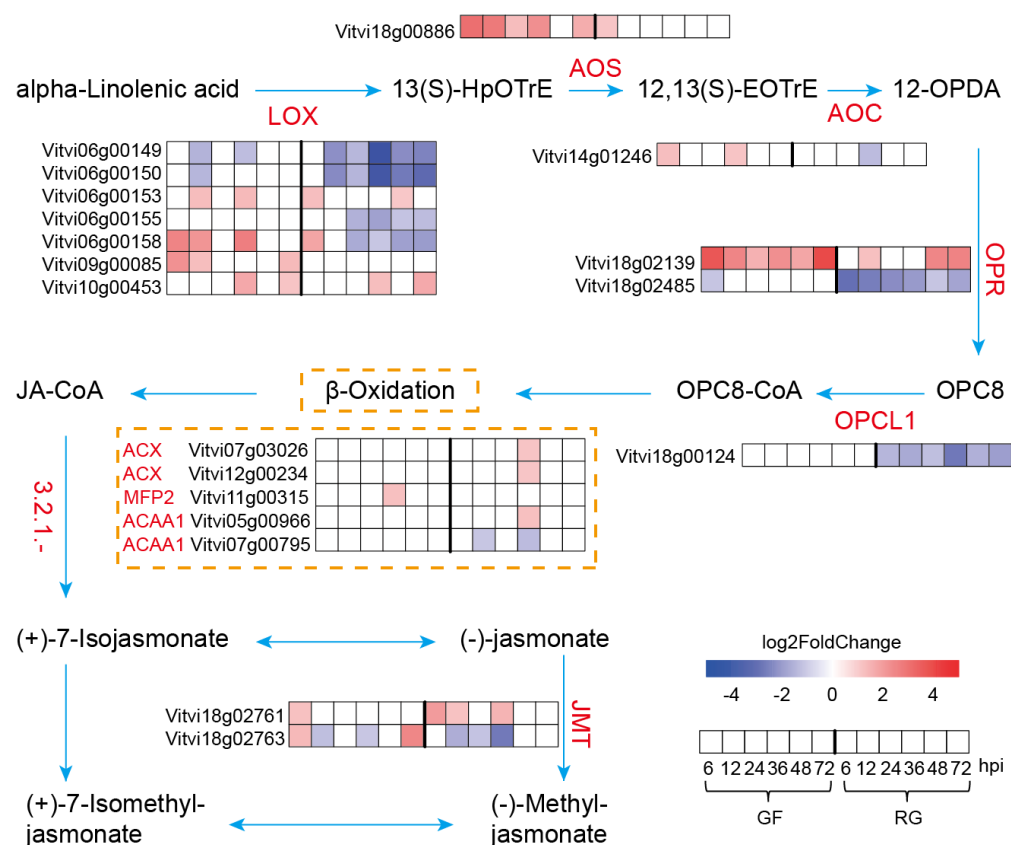 Vitvi18g00886
alpha-Linolenic acid
13(S)-HpOTrE
AOS
12,13(S)-EOTrE
12-OPDA
LOX
AOC
Vitvi06g00149
Vitvi06g00150
Vitvi06g00153
Vitvi06g00155
Vitvi06g00158
Vitvi09g00085
Vitvi10g00453
Vitvi14g01246
Vitvi18g02139
Vitvi18g02485
OPR
JA-CoA
β-Oxidation
OPC8-CoA
OPC8
OPCL1
Vitvi18g00124
ACX Vitvi07g03026
ACX Vitvi12g00234
MFP2 Vitvi11g00315
ACAA1 Vitvi05g00966
ACAA1 Vitvi07g00795
3.2.1.-
(+)-7-Isojasmonate
(-)-jasmonate
Vitvi18g02761
Vitvi18g02763
JMT
(+)-7-Isomethyl-
jasmonate
(-)-Methyl-
jasmonate
log2FoldChange
-4 -2 0 2 4
6 12 24 36 48 72 6 12 24 36 48 72 hpi
GF RG